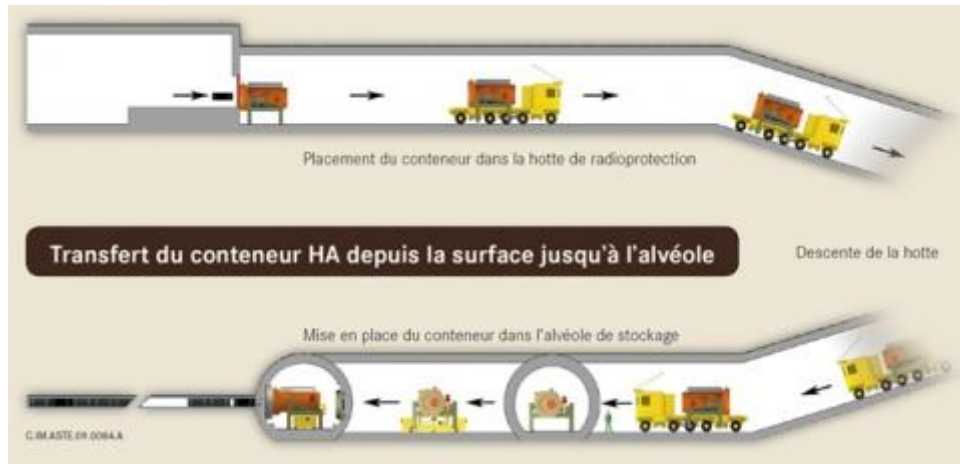 Placement du conteneur dans la hotte de radioprotection
Transfert du conteneur HA depuis la surface jusqu'à l'alvéole
Descente de la hotte
Mise en place du conteneur dans l'alvéole de stockage
C.IM.ASTE.09.0084.A